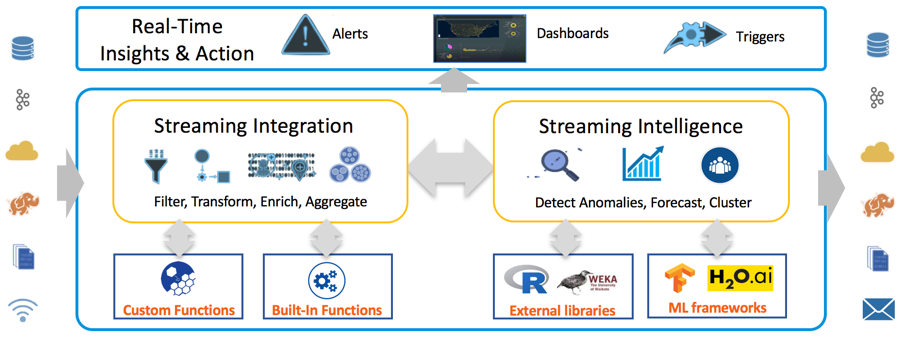 Real-Time
Insights & Action
Alerts
Dashboards
Triggers
Streaming Integration
Filter, Transform, Enrich, Aggregate
Streaming Intelligence
Detect Anomalies, Forecast, Cluster
Custom Functions
Built-In Functions
R
WEKA
The University
of Waikato
External libraries
H2O.ai
ML frameworks